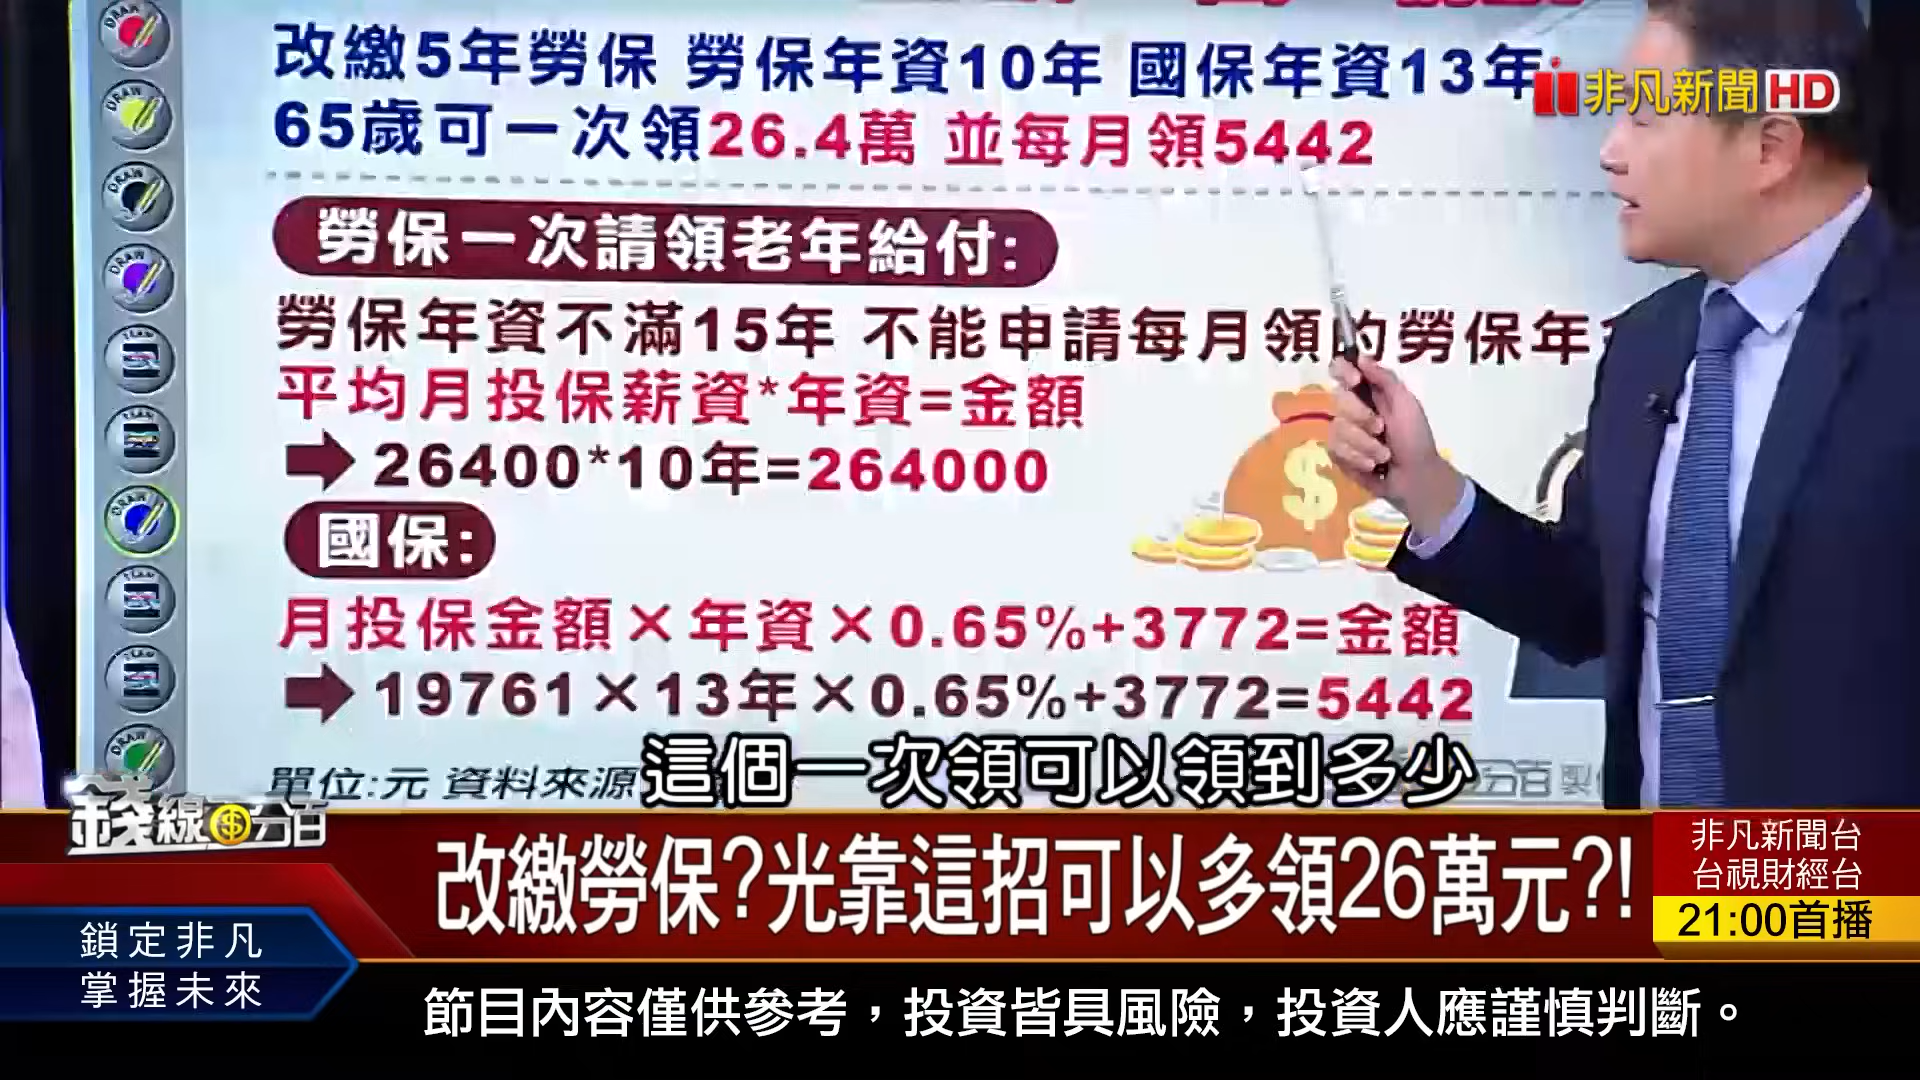 改繳5年勞保 勞保年資10年 國保年資13年
65歲可一次領26.4萬 並每月領5442
非凡新聞HD
勞保一次請領老年給付:
勞保年資不滿15年 不能申請每月領的勞保年
平均月投保薪資*年資=金額
26400*10年=264000
國保:
月投保金額×年資×0.65%+3772=金額
19761×13年×0.65%+3772=5442
單位:元 資料來源
這個一次領可以領到多少
錢線百分百
改繳勞保?光靠這招可以多領26萬元?!
非凡新聞台
台視財經台
21:00首播
鎖定非凡
掌握未來
節目內容僅供參考，投資皆具風險，投資人應謹慎判斷。